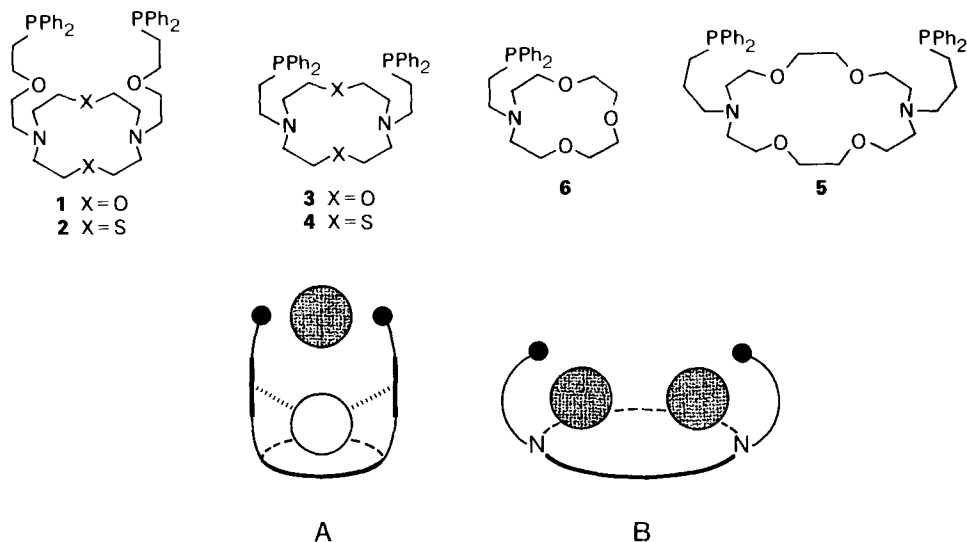 PPh2 PPh2
O O
X
N N
X
1 X=O
2 X=S
PPh2 PPh2
X
N N
X
3 X=O
4 X=S
PPh2
O
N O
O
6
PPh2 PPh2
O O
N N
O O
5
A
N N
B